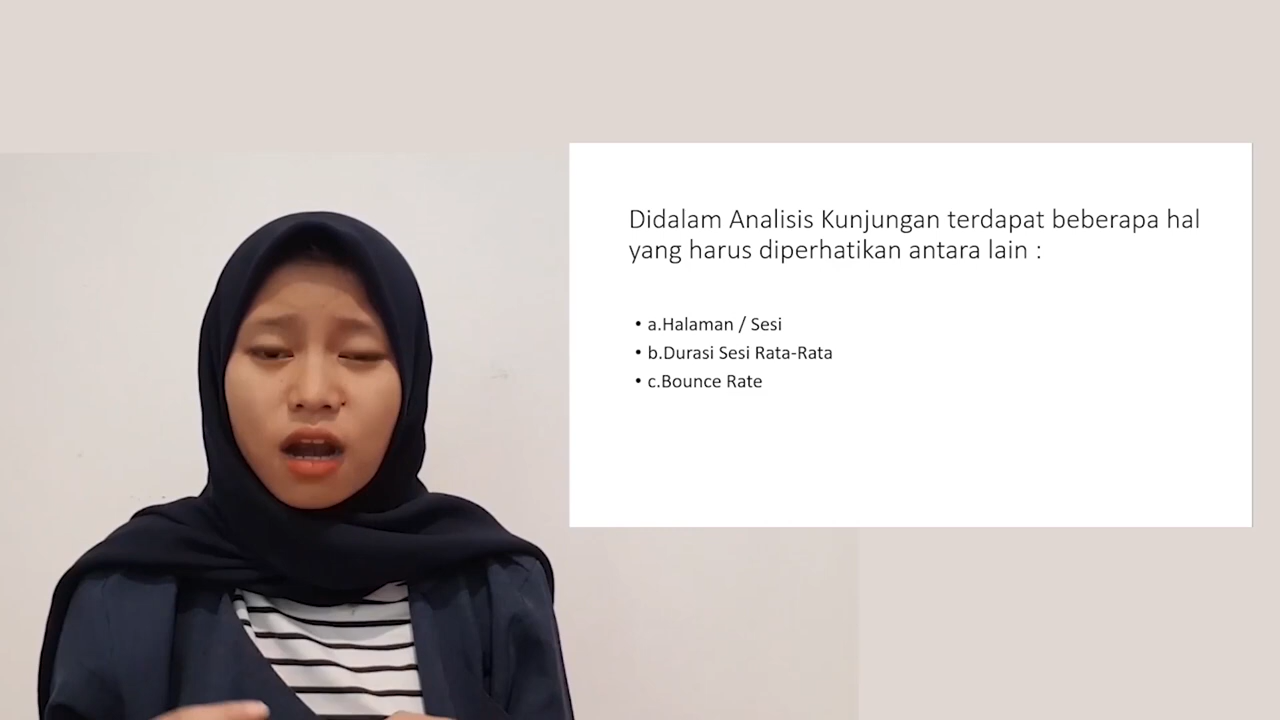 Didalam Analisis Kunjungan terdapat beberapa hal
yang harus diperhatikan antara lain :
• a.Halaman / Sesi
• b.Durasi Sesi Rata-Rata
• c.Bounce Rate